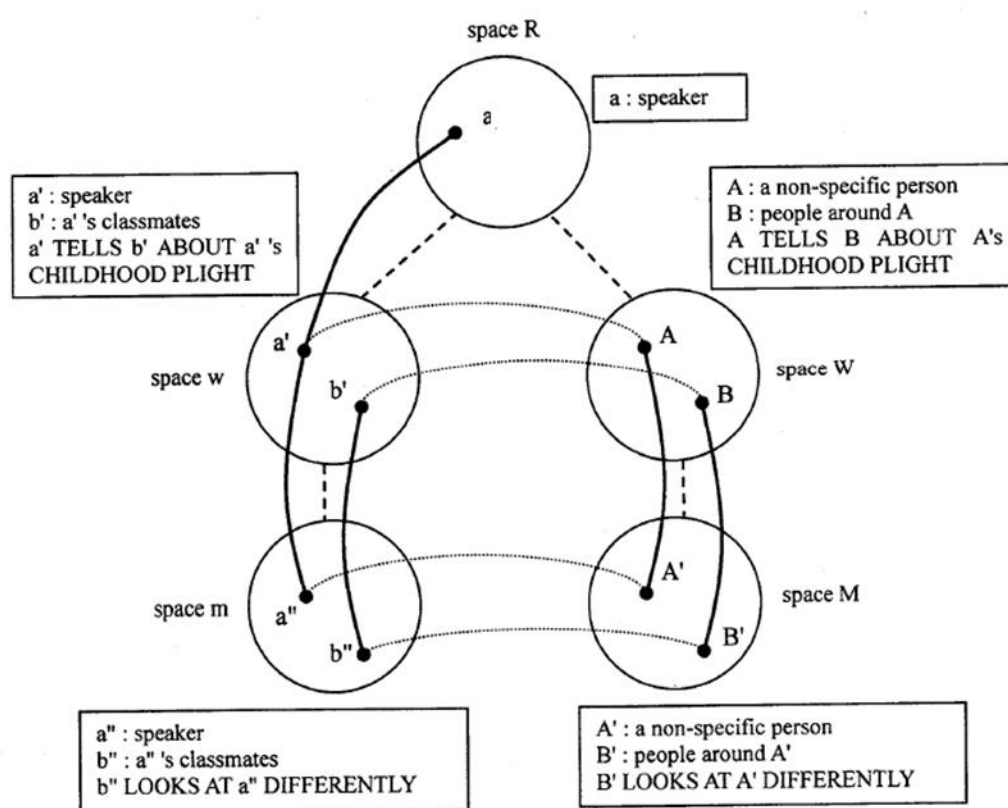 space R
a
a : speaker
a' : speaker
b' : a' 's classmates
a' TELLS b' ABOUT a' 's
CHILDHOOD PLIGHT
A : a non-specific person
B : people around A
A TELLS B ABOUT A's
CHILDHOOD PLIGHT
a'
A
space w
b'
B
space W
space m
a"
A'
space M
b"
B'
a" : speaker
b" : a" 's classmates
b" LOOKS AT a" DIFFERENTLY
A' : a non-specific person
B' : people around A'
B' LOOKS AT A' DIFFERENTLY